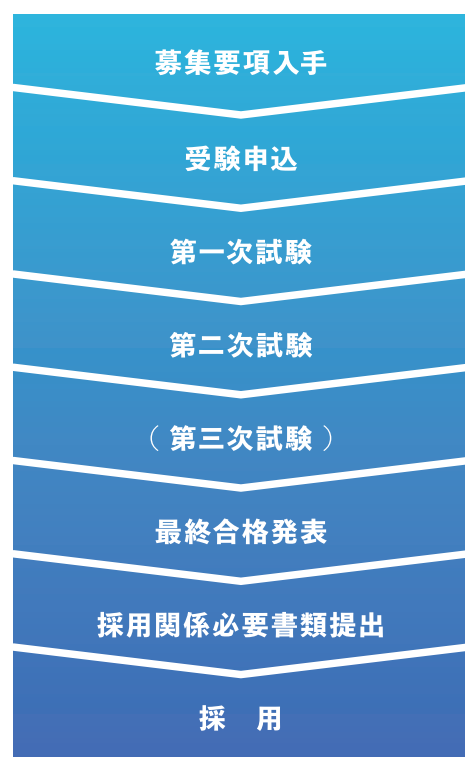 募集要項入手
受験申込
第一次試験
第二次試験
（ 第三次試験 ）
最終合格発表
採用関係必要書類提出
採　用